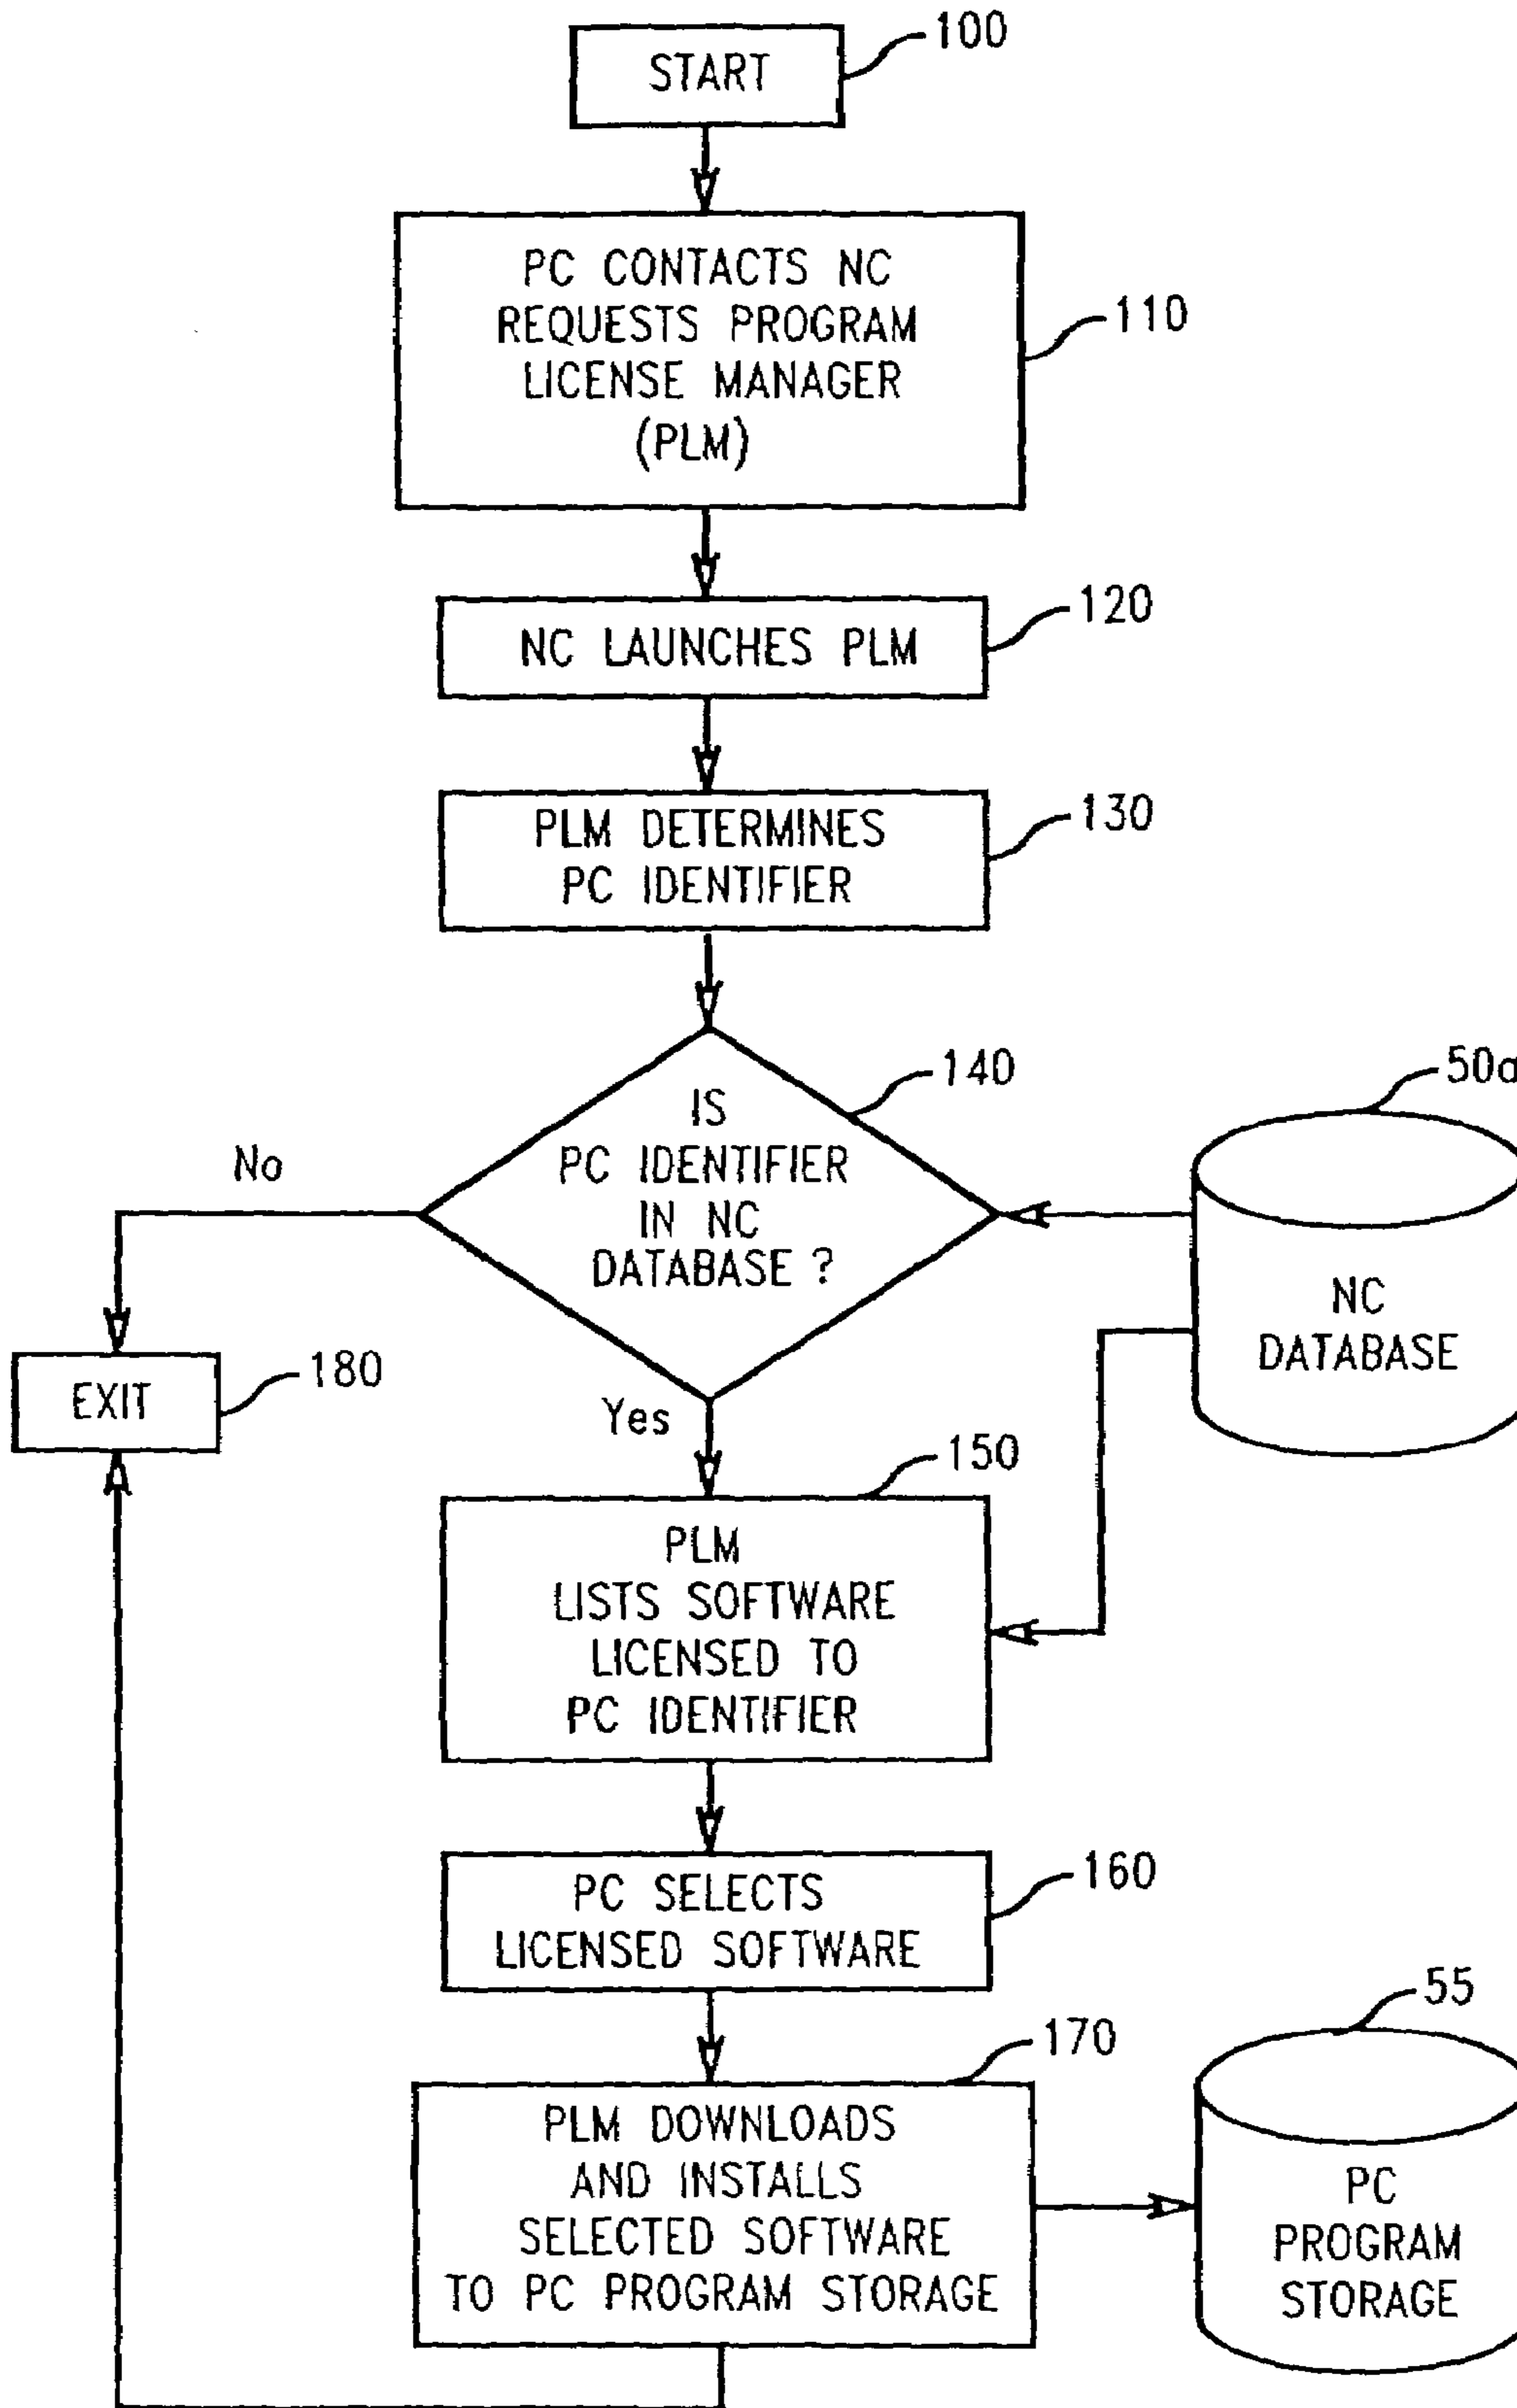 START
100
PC CONTACTS NC
REQUESTS PROGRAM
LICENSE MANAGER
(PLM)
110
NC LAUNCHES PLM
120
PLM DETERMINES
PC IDENTIFIER
130
IS
PC IDENTIFIER
IN NC
DATABASE ?
140
50a
No
NC
DATABASE
EXIT
180
Yes
150
PLM
LISTS SOFTWARE
LICENSED TO
PC IDENTIFIER
PC SELECTS
LICENSED SOFTWARE
160
55
170
PLM DOWNLOADS
AND INSTALLS
SELECTED SOFTWARE
TO PC PROGRAM STORAGE
PC
PROGRAM
STORAGE